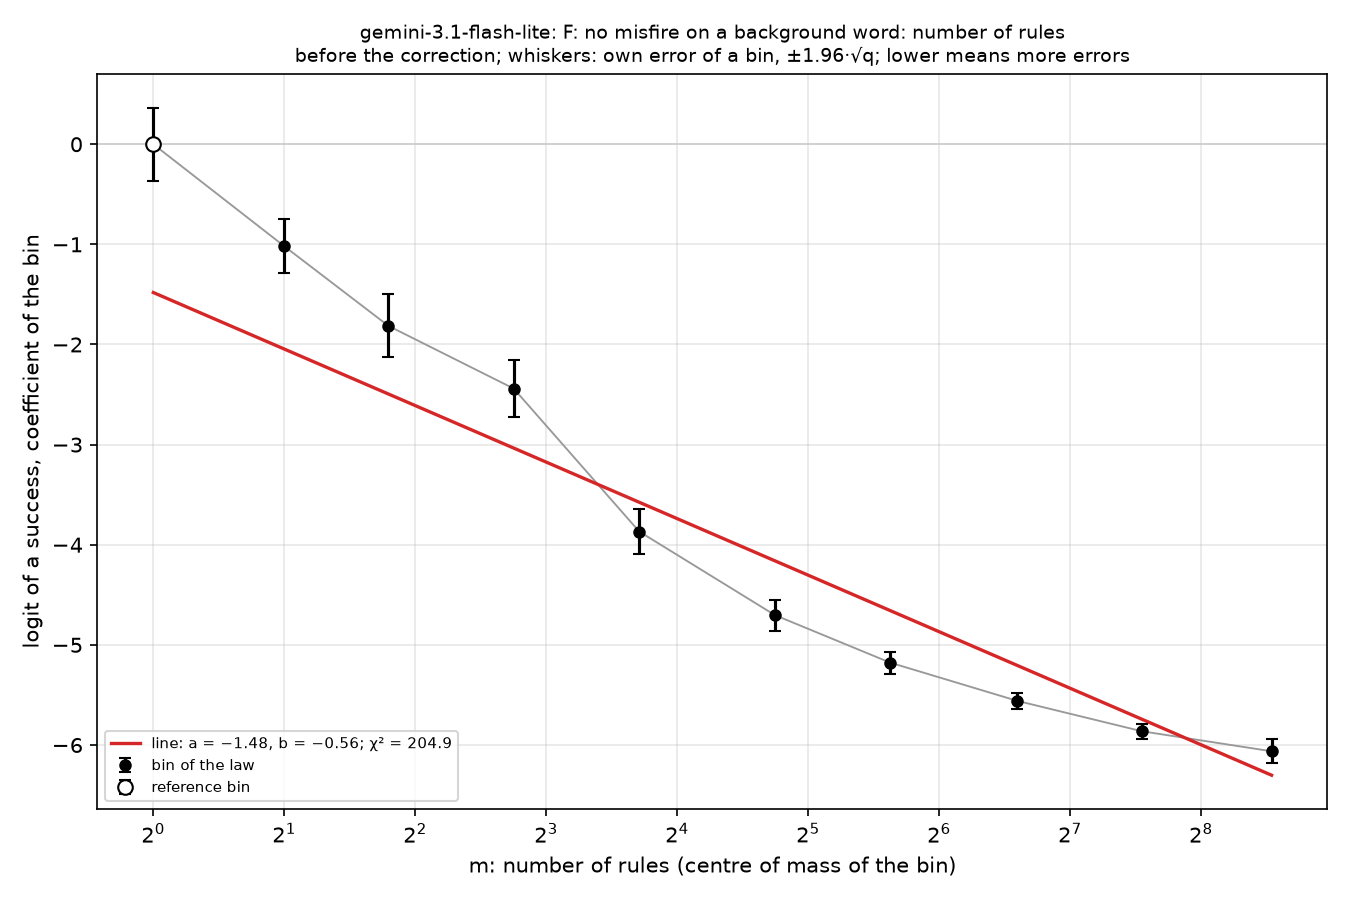 gemini-3.1-flash-lite: F: no misfire on a background word: number of rules
before the correction; whiskers: own error of a bin, ±1.96·√q; lower means more errors
logit of a success, coefficient of the bin
0
−1
−2
−3
−4
−5
−6
line: a = −1.48, b = −0.56; χ² = 204.9
bin of the law
reference bin
2⁰ 2¹ 2² 2³ 2⁴ 2⁵ 2⁶ 2⁷ 2⁸
m: number of rules (centre of mass of the bin)